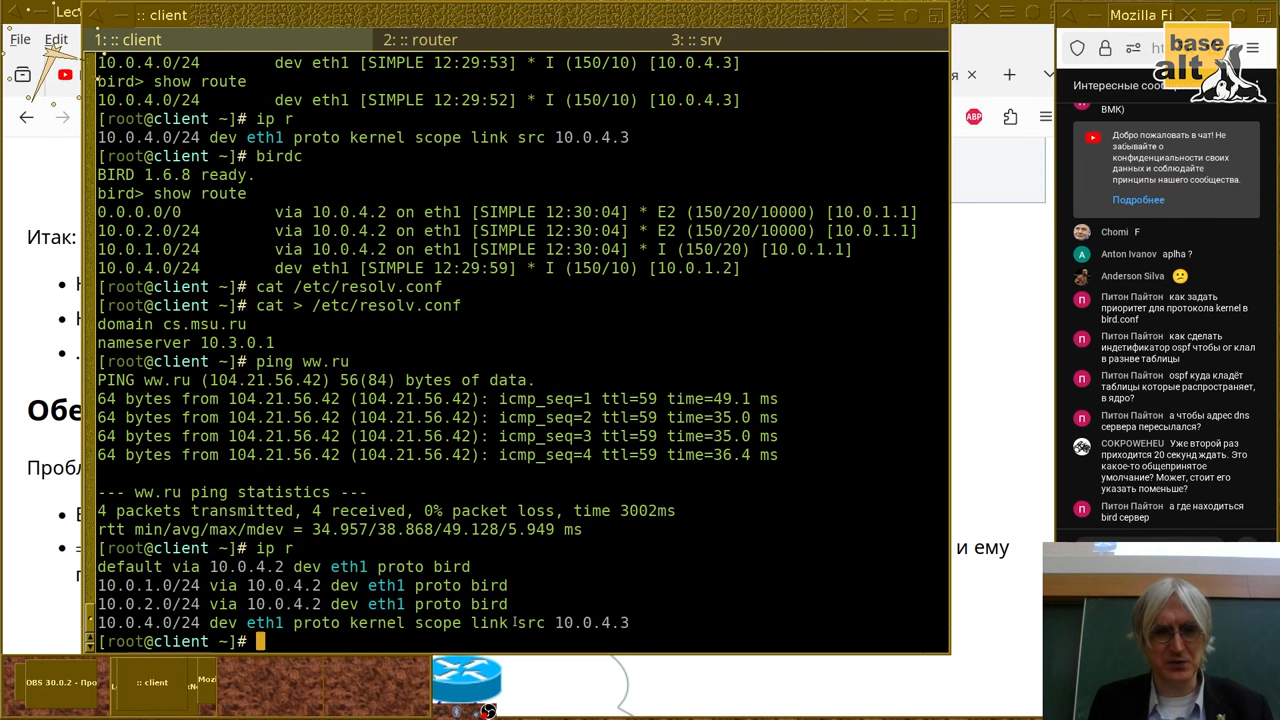 :: client
1: :: client
2: :: router
3: :: srv
10.0.4.0/24 dev eth1 [SIMPLE 12:29:53] * I (150/10) [10.0.4.3]
bird> show route
10.0.4.0/24 dev eth1 [SIMPLE 12:29:52] * I (150/10) [10.0.4.3]
[root@client ~]# ip r
10.0.4.0/24 dev eth1 proto kernel scope link src 10.0.4.3
[root@client ~]# birdc
BIRD 1.6.8 ready.
bird> show route
0.0.0.0/0 via 10.0.4.2 on eth1 [SIMPLE 12:30:04] * E2 (150/20/10000) [10.0.1.1]
10.0.2.0/24 via 10.0.4.2 on eth1 [SIMPLE 12:30:04] * E2 (150/20/10000) [10.0.1.1]
10.0.1.0/24 via 10.0.4.2 on eth1 [SIMPLE 12:30:04] * I (150/20) [10.0.1.1]
10.0.4.0/24 dev eth1 [SIMPLE 12:29:59] * I (150/10) [10.0.1.2]
[root@client ~]# cat /etc/resolv.conf
[root@client ~]# cat > /etc/resolv.conf
domain cs.msu.ru
nameserver 10.3.0.1
[root@client ~]# ping ww.ru
PING ww.ru (104.21.56.42) 56(84) bytes of data.
64 bytes from 104.21.56.42 (104.21.56.42): icmp_seq=1 ttl=59 time=49.1 ms
64 bytes from 104.21.56.42 (104.21.56.42): icmp_seq=2 ttl=59 time=35.0 ms
64 bytes from 104.21.56.42 (104.21.56.42): icmp_seq=3 ttl=59 time=35.0 ms
64 bytes from 104.21.56.42 (104.21.56.42): icmp_seq=4 ttl=59 time=36.4 ms
--- ww.ru ping statistics ---
4 packets transmitted, 4 received, 0% packet loss, time 3002ms
rtt min/avg/max/mdev = 34.957/38.868/49.128/5.949 ms
[root@client ~]# ip r
default via 10.0.4.2 dev eth1 proto bird
10.0.1.0/24 via 10.0.4.2 dev eth1 proto bird
10.0.2.0/24 via 10.0.4.2 dev eth1 proto bird
10.0.4.0/24 dev eth1 proto kernel scope link src 10.0.4.3
[root@client ~]#
File Edit
Итак:
Обе
Пробл
и ему
ABP
OBS 30.0.2 - Про
:: client
Mozi
Mozilla Fi
base
alt
Интересные сооб
ВМК)
Добро пожаловать в чат! Не
забывайте о
конфиденциальности своих
данных и соблюдайте
принципы нашего сообщества.
Подробнее
Chomi F
Anton Ivanov aplha ?
Anderson Silva
Питон Пайтон как задать
приоритет для протокола kernel в
bird.conf
Питон Пайтон как сделать
индетификатор ospf чтобы ог клал
в разнве таблицы
Питон Пайтон ospf куда кладёт
таблицы которые распространяет,
в ядро?
Питон Пайтон а чтобы адрес dns
сервера пересылался?
COKPOWEHEU Уже второй раз
приходится 20 секунд ждать. Это
какое-то общепринятое
умолчание? Может, стоит его
указать поменьше?
Питон Пайтон а где находиться
bird сервер